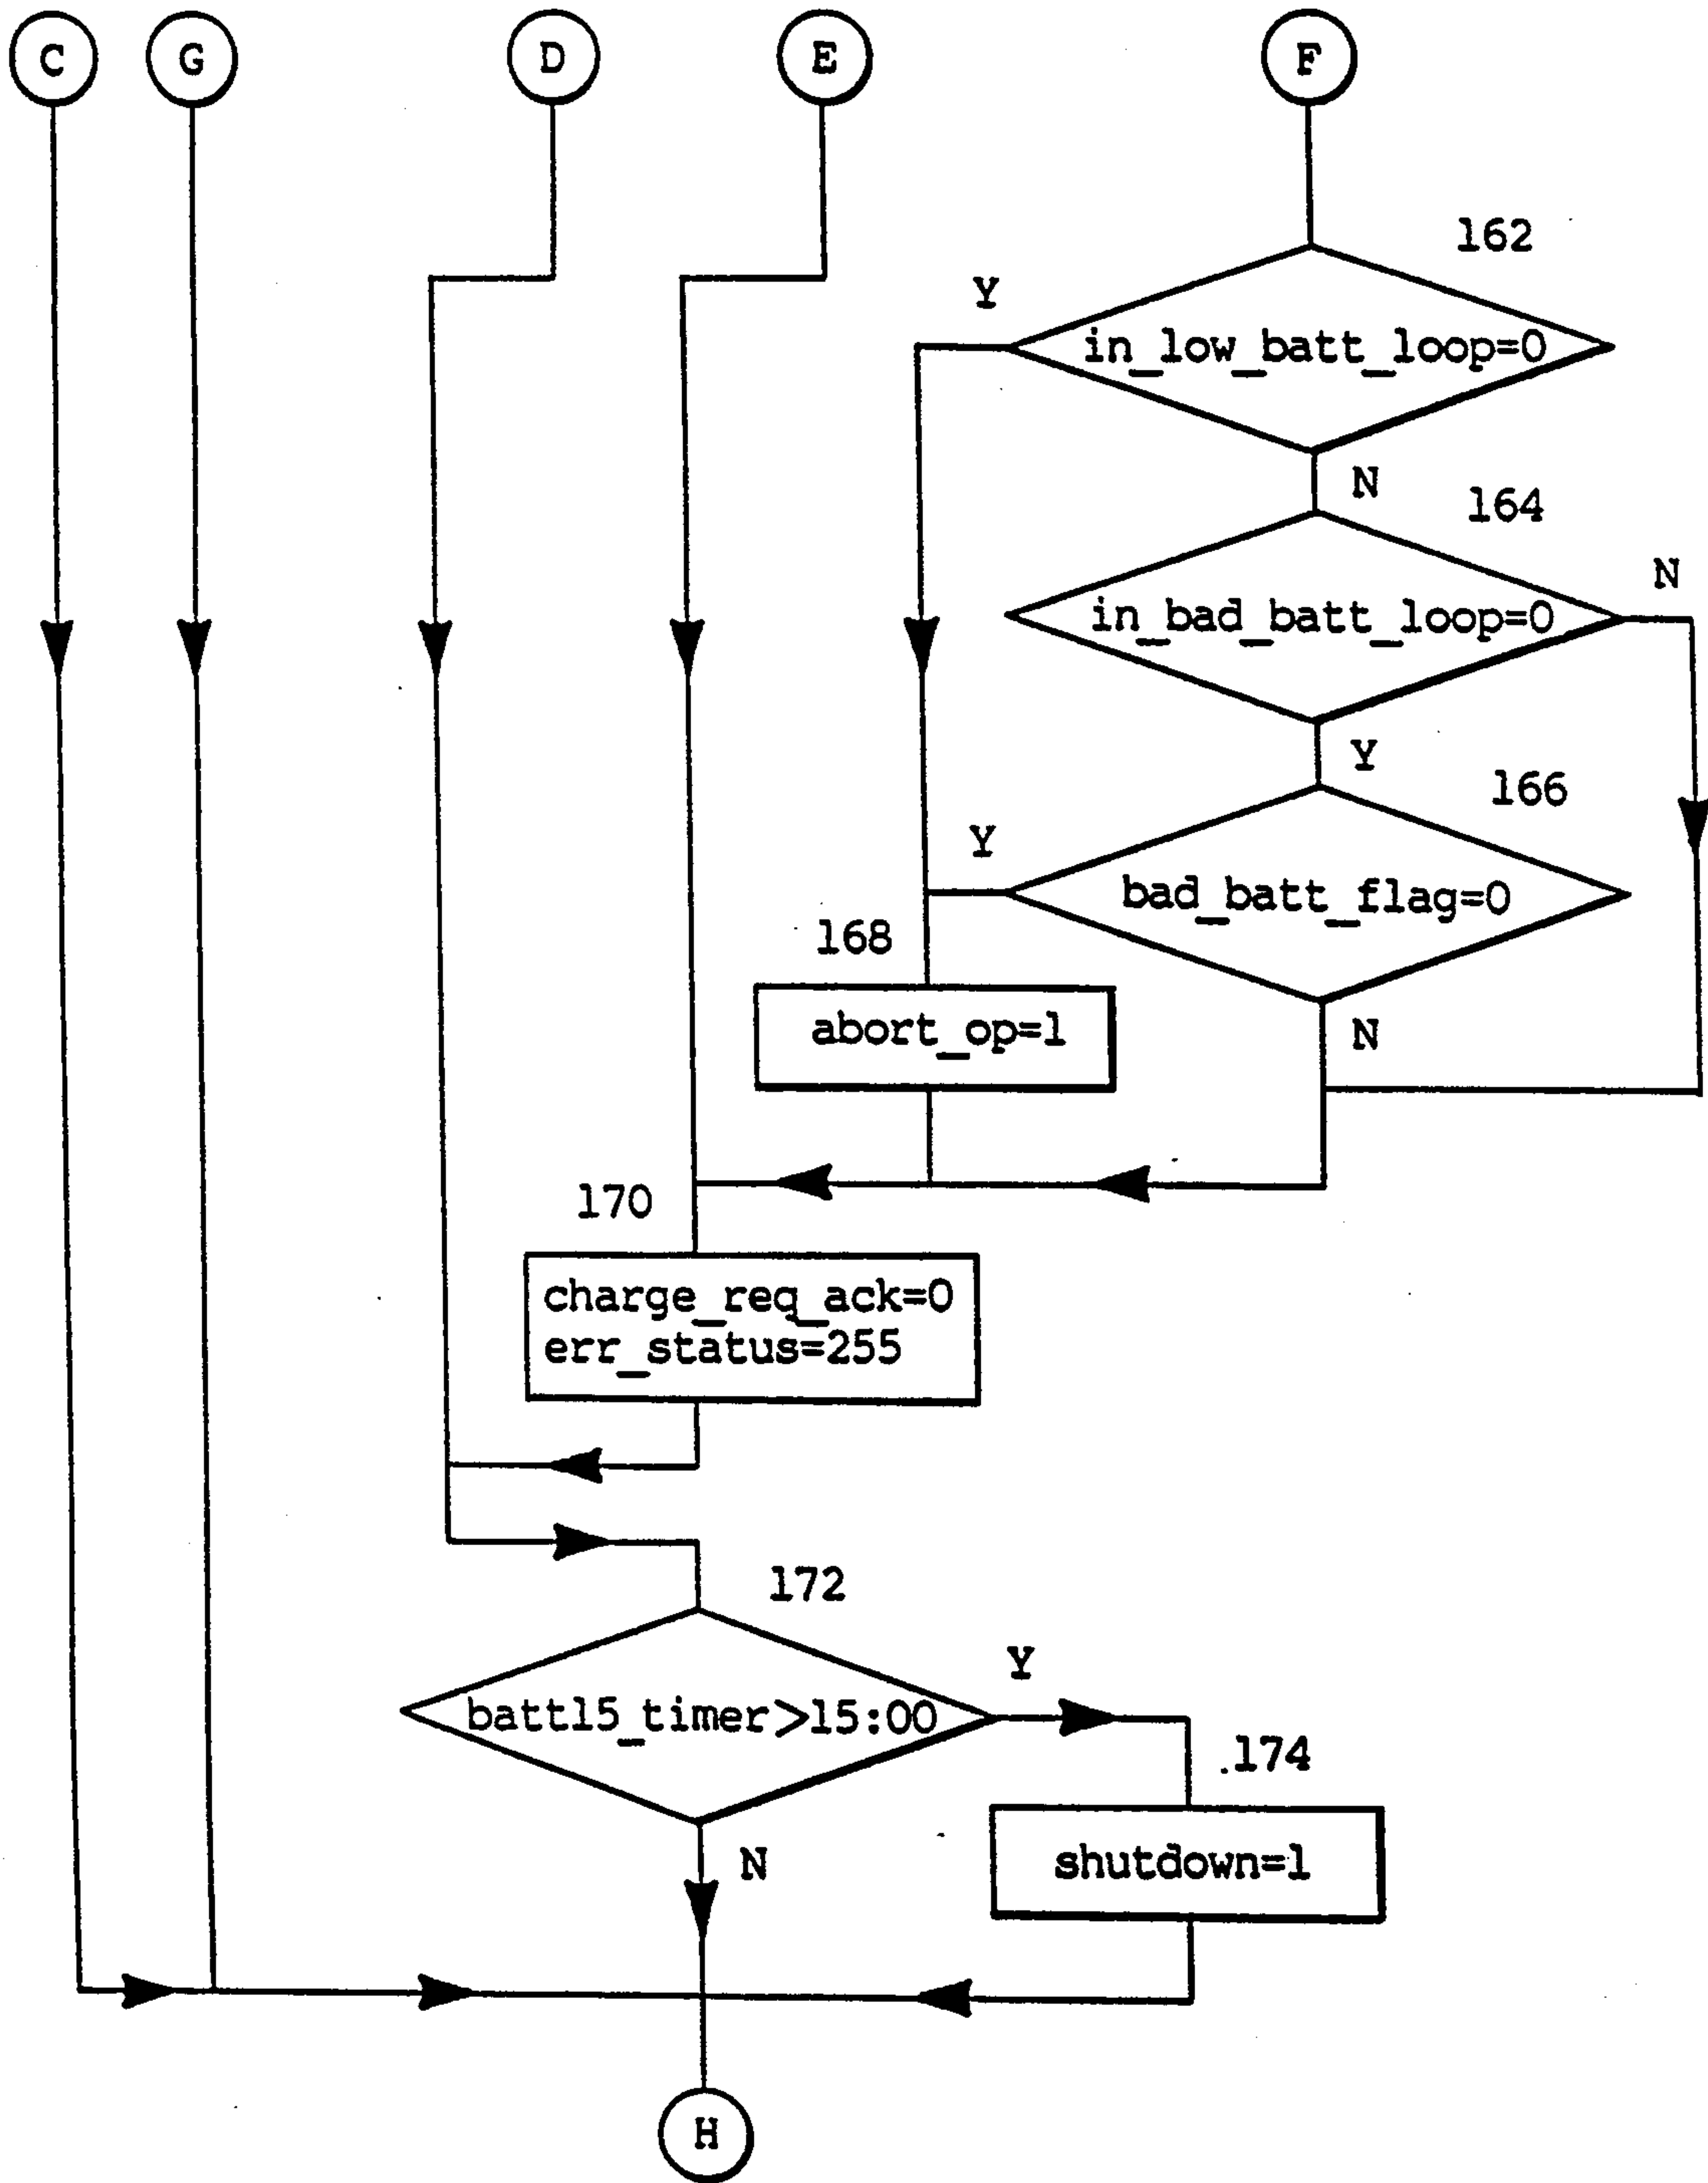 C G D E F
162
Y
in_low_batt_loop=0
N
164
N
in_bad_batt_loop=0
Y
166
Y
bad_batt_flag=0
168
N
abort_op=1
170
charge_req_ack=0
err_status=255
172
Y
batt15_timer>15:00
174
N
shutdown=1
H